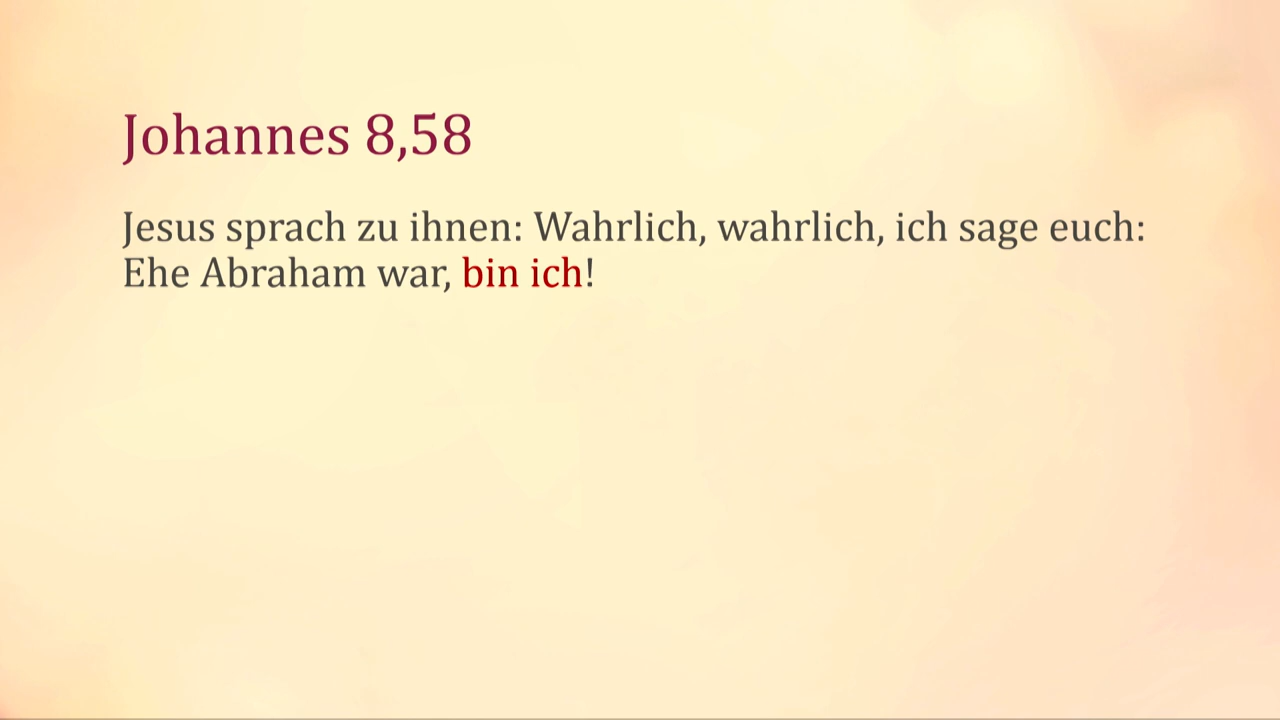 Johannes 8,58
Jesus sprach zu ihnen: Wahrlich, wahrlich, ich sage euch:
Ehe Abraham war, bin ich!